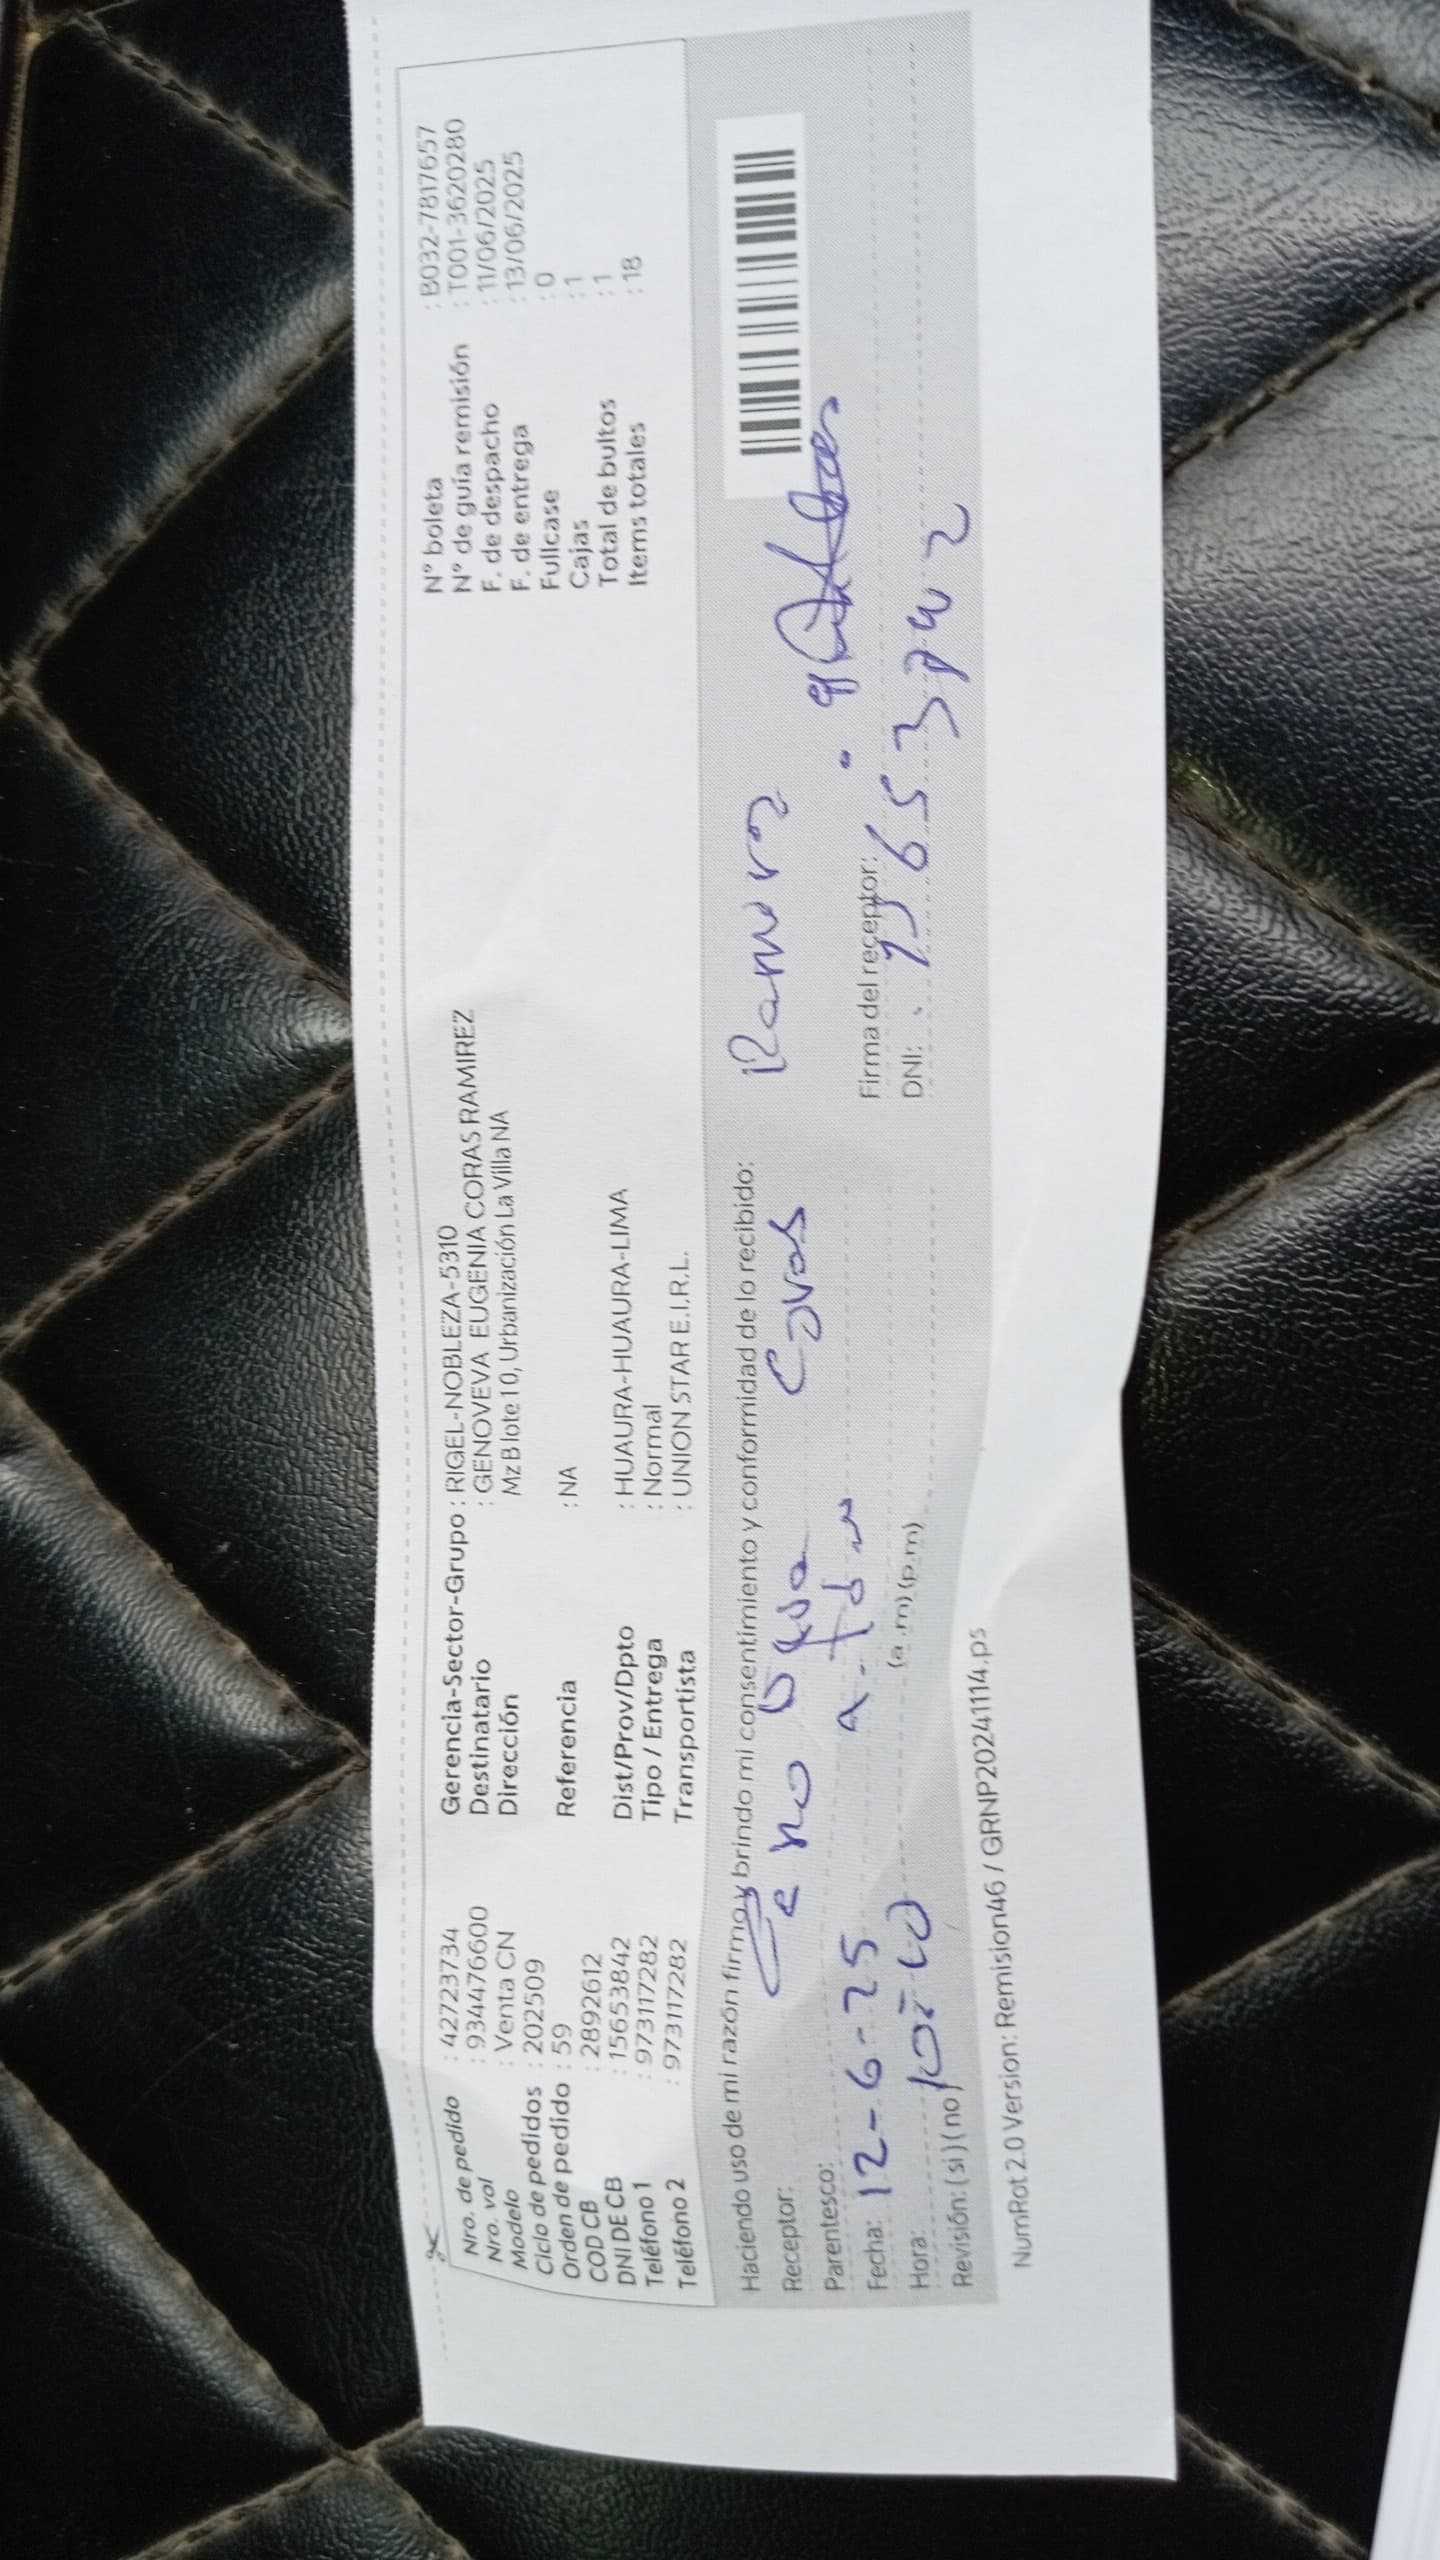 Nro. de pedido : 42723734
Nro. vol : 934476600
Modelo : Venta CN
Ciclo de pedidos : 202509
Orden de pedido : 59
COD CB : 2892612
DNI DE CB : 15653842
Teléfono 1 : 973117282
Teléfono 2 : 973117282
Gerencia-Sector-Grupo : RIGEL-NOBLEZA-5310
Destinatario : GENOVEVA EUGENIA CORAS RAMIREZ
Dirección Mz B lote 10, Urbanización La Villa NA
Referencia : NA
Dist/Prov/Dpto : HUAURA-HUAURA-LIMA
Tipo / Entrega : Normal
Transportista : UNION STAR E.I.R.L.
N° boleta : B032-7817657
N° de guía remisión : T001-3620280
F. de despacho : 11/06/2025
F. de entrega : 13/06/2025
Fullcase : 0
Cajas : 1
Total de bultos : 1
Items totales : 18
Haciendo uso de mi razón firmo y brindo mi consentimiento y conformidad de lo recibido:
Receptor: Coras
Parentesco:
Fecha: 12-6-25
Hora: 10:10 (a.m) (p.m)
Revisión: (si) (no)
Firma del receptor:
DNI: 15653842
NumRot 2.0 Version: Remision46 / GRNP20241114.ps